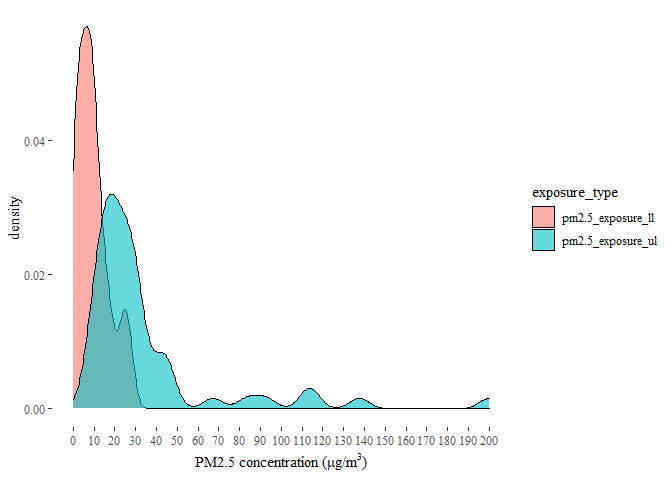 0.04
0.02
0.00
density
0 10 20 30 40 50 60 70 80 90 100 110 120 130 140 150 160 170 180 190 200
PM2.5 concentration (μg/m³)
exposure_type
pm2.5_exposure_ll
pm2.5_exposure_ul